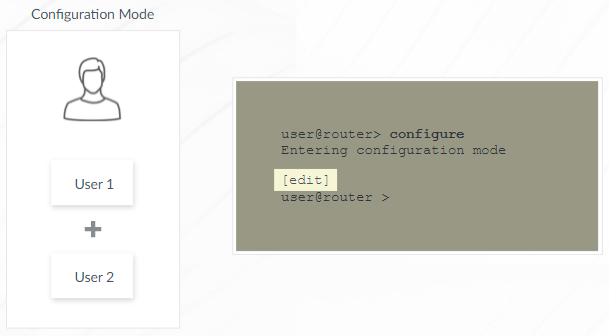 Configuration Mode
User 1
User 2
user@router> configure
Entering configuration mode
[edit]
user@router >